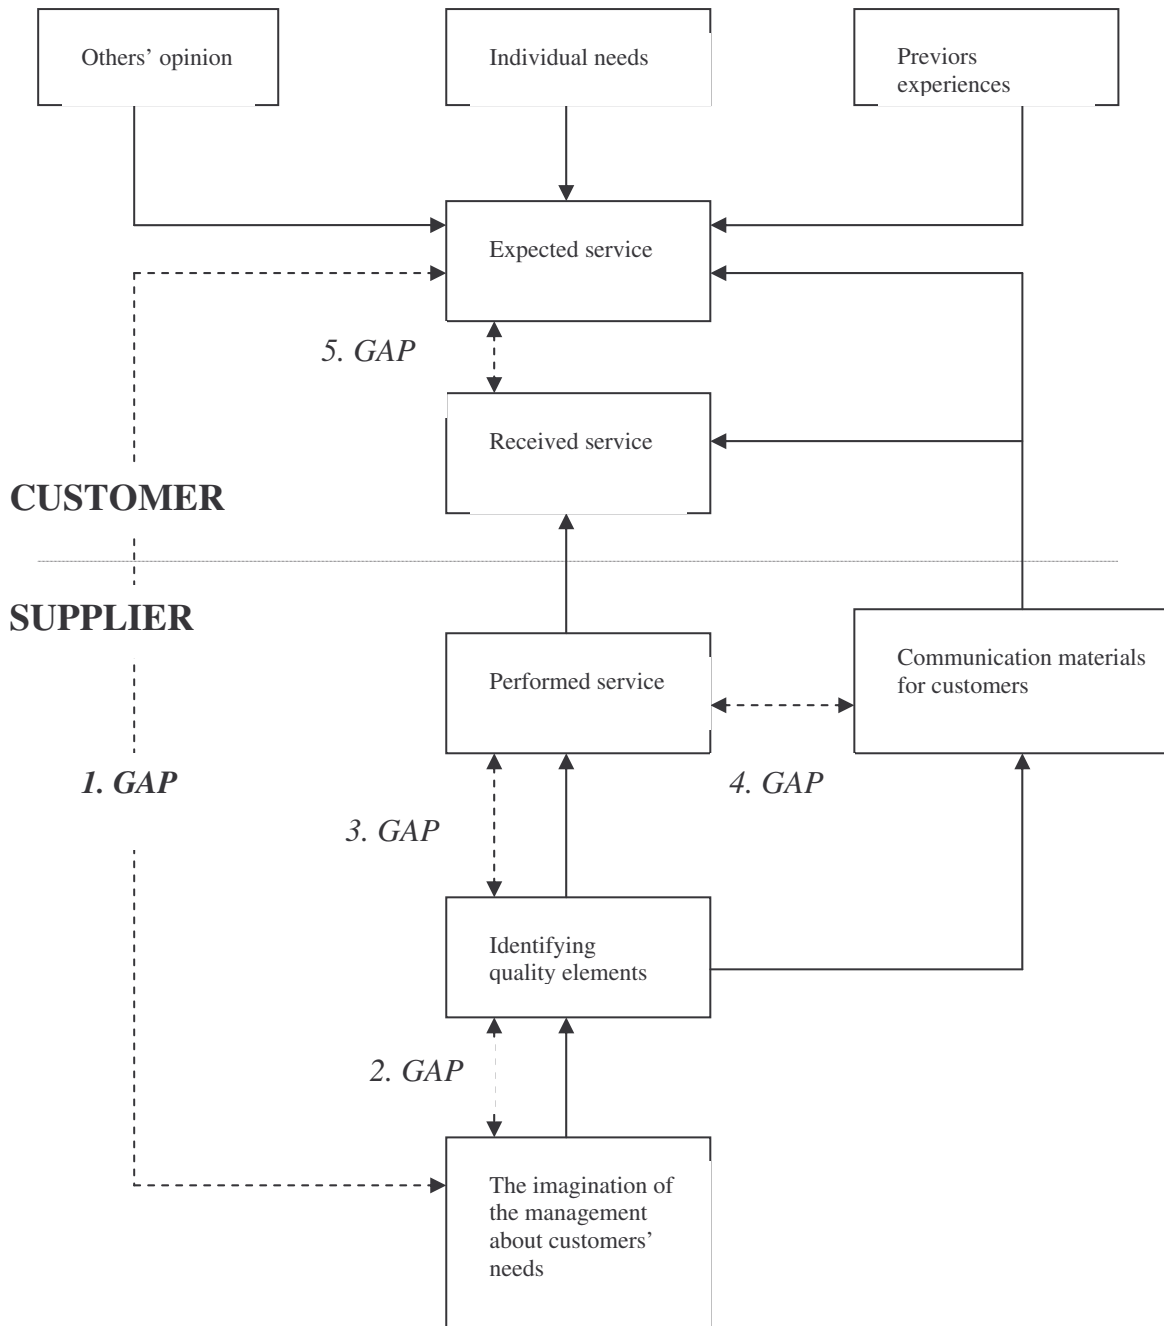 Others’ opinion
Individual needs
Previors
experiences
Expected service
5. GAP
Received service
CUSTOMER
SUPPLIER
Performed service
Communication materials
for customers
1. GAP
4. GAP
3. GAP
Identifying
quality elements
2. GAP
The imagination of
the management
about customers’
needs